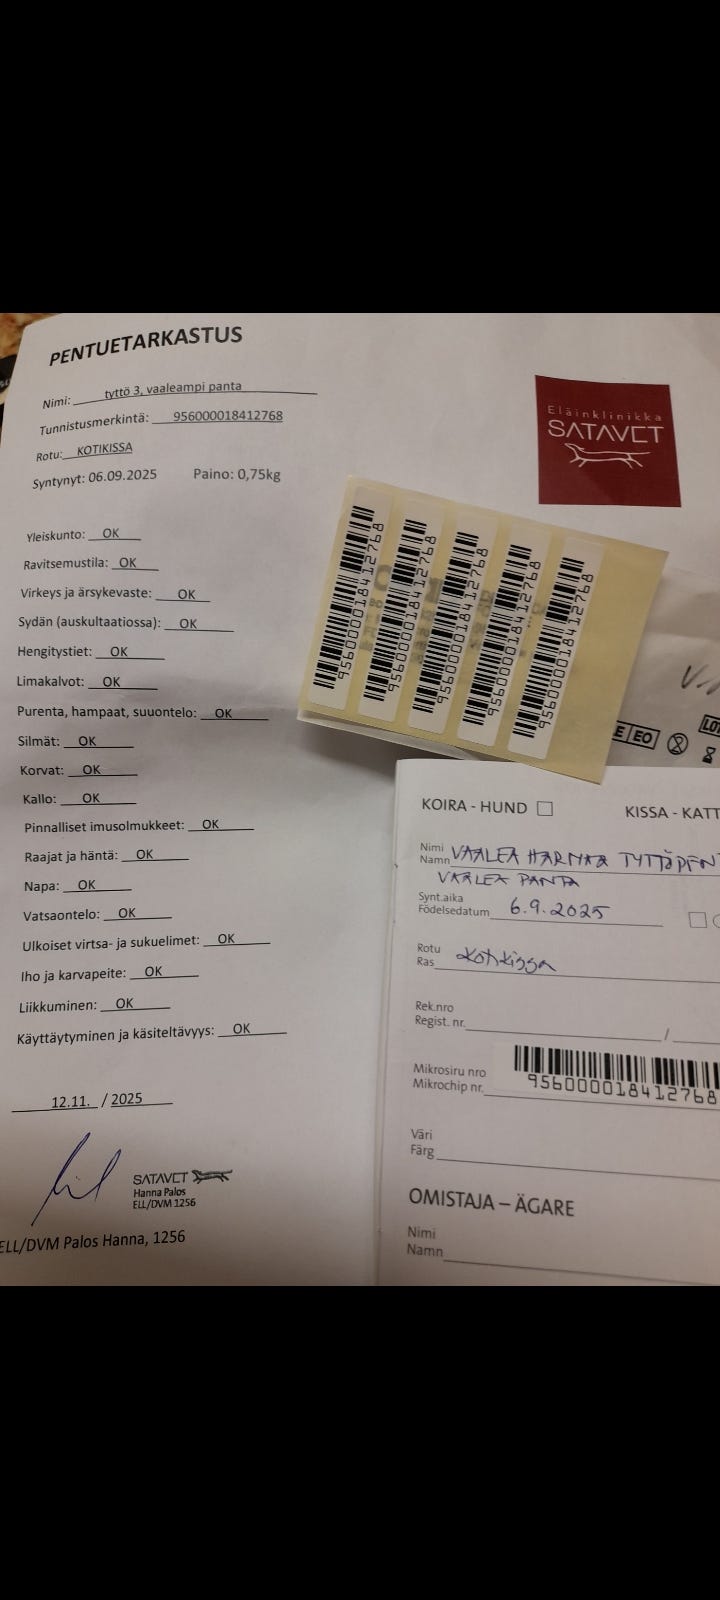 PENTUETARKASTUS
Nimi: tyttö 3, vaaleampi panta
Tunnistusmerkintä: 956000018412768
Rotu: KOTIKISSA
Syntynyt: 06.09.2025 Paino: 0,75kg
Yleiskunto: OK
Ravitsemustila: OK
Virkeys ja ärsykevaste: OK
Sydän (auskultaatiossa): OK
Hengitystiet: OK
Limakalvot: OK
Purenta, hampaat, suuontelo: OK
Silmät: OK
Korvat: OK
Kallo: OK
Pinnalliset imusolmukkeet: OK
Raajat ja häntä: OK
Napa: OK
Vatsaontelo: OK
Ulkoiset virtsa- ja sukuelimet: OK
Iho ja karvapeite: OK
Liikkuminen: OK
Käyttäytyminen ja käsiteltävyys: OK
12.11. / 2025
SATAVET
Hanna Palos
ELL/DVM 1256
ELL/DVM Palos Hanna, 1256
Eläinklinikka
SATAVET
956000018412768
956000018412768
956000018412768
956000018412768
956000018412768
EO
LOT
KOIRA - HUND
KISSA - KATT
Nimi
Namn VAALEA HARMAA TYTTÖPEN
VAALEA PANTA
Synt.aika
Födelsedatum 6.9.2025
Rotu
Ras Kotikissa
Rek.nro
Regist. nr. /
Mikrosiru nro
Mikrochip nr. 956000018412768
Väri
Färg
OMISTAJA – ÄGARE
Nimi
Namn